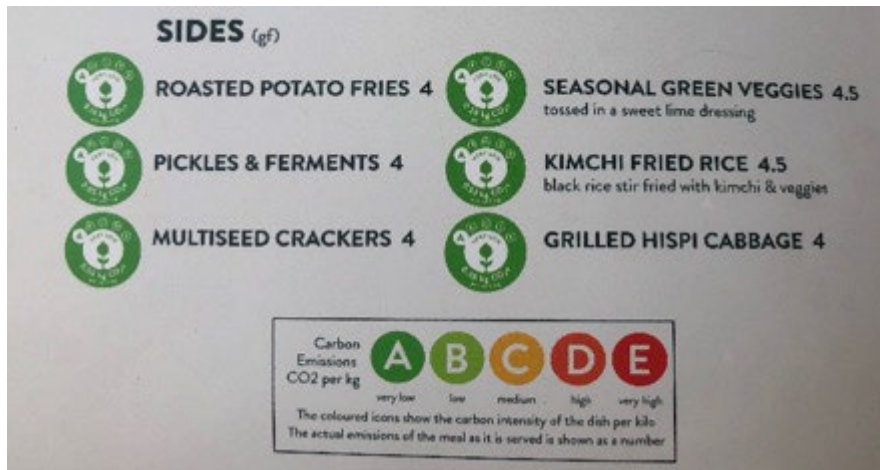 SIDES (gf)
ROASTED POTATO FRIES 4
PICKLES & FERMENTS 4
MULTISEED CRACKERS 4
SEASONAL GREEN VEGGIES 4.5
tossed in a sweet lime dressing
KIMCHI FRIED RICE 4.5
black rice stir fried with kimchi & veggies
GRILLED HISPI CABBAGE 4
Carbon
Emissions
CO2 per kg
A B C D E
very low low medium high very high
The coloured icons show the carbon intensity of the dish per kilo
The actual emissions of the meal as it is served is shown as a number